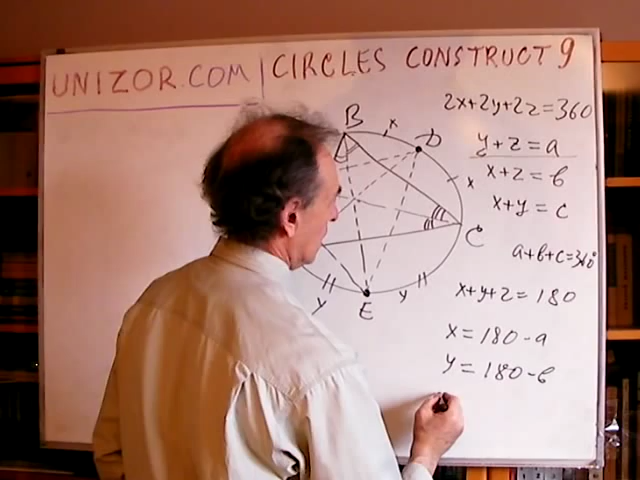 UNIZOR.COM | CIRCLES CONSTRUCT 9
2x+2y+2z=360
y+z=a
x+z=b
x+y=c
a+b+c=360°
x+y+z=180
x=180-a
y=180-b
B
x
D
x
C
y
E
y